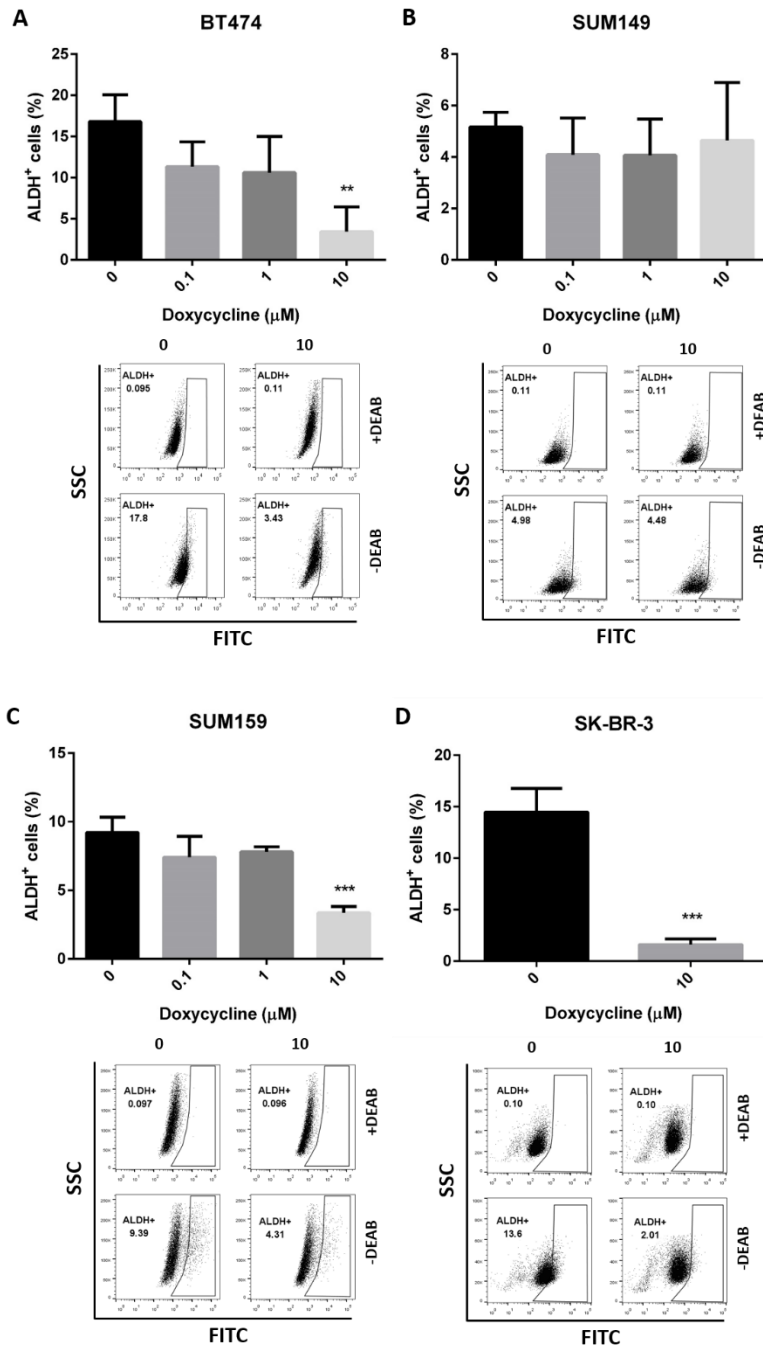 A
BT474
ALDH⁺ cells (%)
25
20
15
10
5
0
**
0
0.1
1
10
Doxycycline (μM)
0
10
ALDH+
0.095
ALDH+
0.11
+DEAB
SSC
ALDH+
17.8
ALDH+
3.43
-DEAB
FITC
B
SUM149
ALDH⁺ cells (%)
8
6
4
2
0
0
0.1
1
10
Doxycycline (μM)
0
10
ALDH+
0.11
ALDH+
0.11
+DEAB
SSC
ALDH+
4.98
ALDH+
4.48
-DEAB
FITC
C
SUM159
ALDH⁺ cells (%)
15
10
5
0
***
0
0.1
1
10
Doxycycline (μM)
0
10
ALDH+
0.097
ALDH+
0.096
+DEAB
SSC
ALDH+
9.39
ALDH+
4.31
-DEAB
FITC
D
SK-BR-3
ALDH⁺ cells (%)
20
15
10
5
0
***
0
10
Doxycycline (μM)
0
10
ALDH+
0.10
ALDH+
0.10
+DEAB
SSC
ALDH+
13.6
ALDH+
2.01
-DEAB
FITC